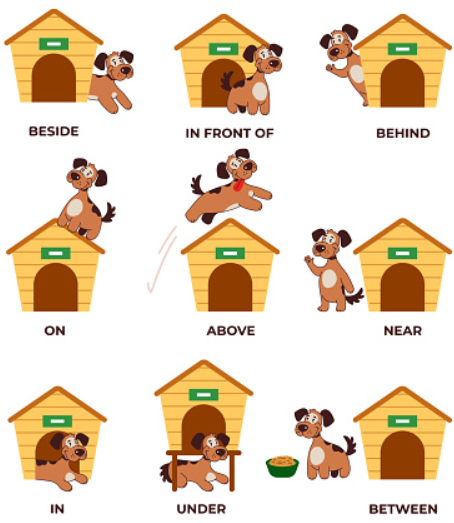 BESIDE
IN FRONT OF
BEHIND
ON
ABOVE
NEAR
IN
UNDER
BETWEEN